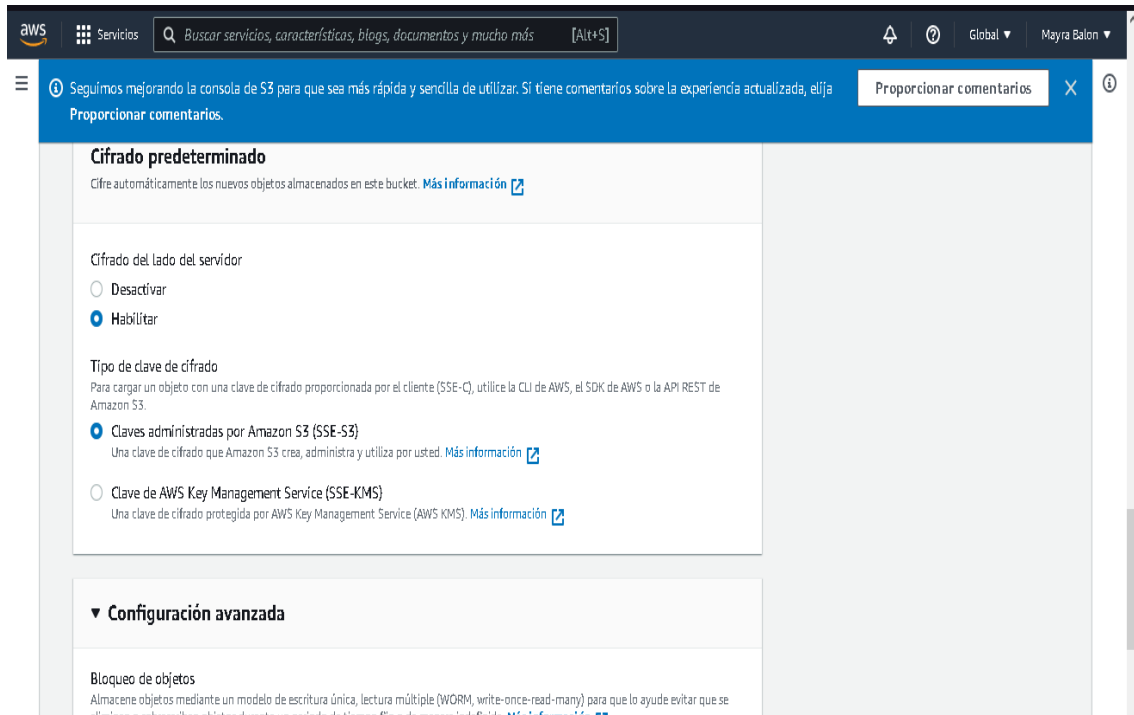 aws
Servicios
Buscar servicios, características, blogs, documentos y mucho más [Alt+S]
Global ▼
Mayra Balon ▼
Seguimos mejorando la consola de S3 para que sea más rápida y sencilla de utilizar. Si tiene comentarios sobre la experiencia actualizada, elija
Proporcionar comentarios.
Proporcionar comentarios
Cifrado predeterminado
Cifre automáticamente los nuevos objetos almacenados en este bucket. Más información
Cifrado del lado del servidor
Desactivar
Habilitar
Tipo de clave de cifrado
Para cargar un objeto con una clave de cifrado proporcionada por el cliente (SSE-C), utilice la CLI de AWS, el SDK de AWS o la API REST de
Amazon S3.
Claves administradas por Amazon S3 (SSE-S3)
Una clave de cifrado que Amazon S3 crea, administra y utiliza por usted. Más información
Clave de AWS Key Management Service (SSE-KMS)
Una clave de cifrado protegida por AWS Key Management Service (AWS KMS). Más información
▼ Configuración avanzada
Bloqueo de objetos
Almacene objetos mediante un modelo de escritura única, lectura múltiple (WORM, write-once-read-many) para que lo ayude evitar que se